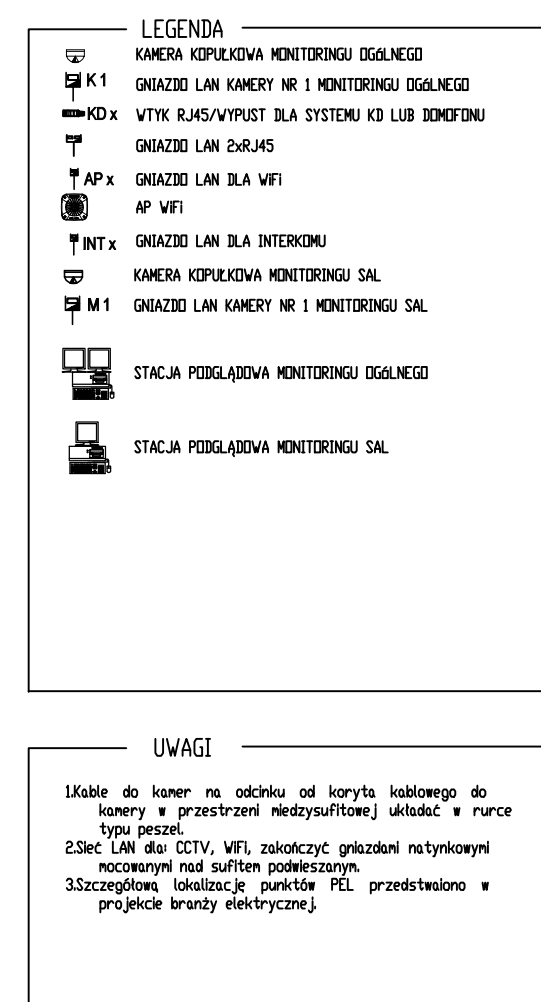 LEGENDA
KAMERA KOPUŁKOWA MONITORINGU OGÓLNEGO
K1 GNIAZDO LAN KAMERY NR 1 MONITORINGU OGÓLNEGO
KD x WTYK RJ45/WYPUST DLA SYSTEMU KD LUB DOMOFONU
GNIAZDO LAN 2xRJ45
AP x GNIAZDO LAN DLA WiFi
AP WiFi
INT x GNIAZDO LAN DLA INTERKOMU
KAMERA KOPUŁKOWA MONITORINGU SAL
M1 GNIAZDO LAN KAMERY NR 1 MONITORINGU SAL
STACJA PODGLĄDOWA MONITORINGU OGÓLNEGO
STACJA PODGLĄDOWA MONITORINGU SAL
UWAGI
1.Kable do kamer na odcinku od koryta kablowego do
kamery w przestrzeni miedzysufitowej układać w rurce
typu peszel.
2.Sieć LAN dla: CCTV, WiFi, zakończyć gniazdami natynkowymi
mocowanymi nad sufitem podwieszanym.
3.Szczegółową lokalizację punktów PEL przedstwaiono w
projekcie branży elektrycznej.